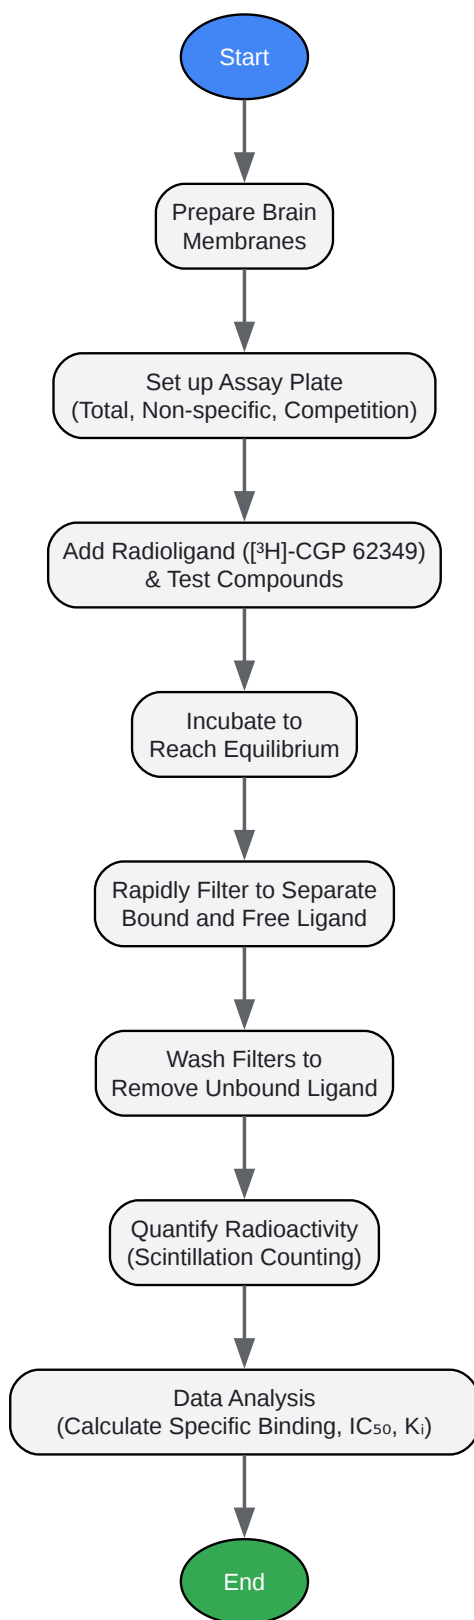 Start
Prepare Brain
Membranes
Set up Assay Plate
(Total, Non-specific, Competition)
Add Radioligand ([³H]-CGP 62349)
& Test Compounds
Incubate to
Reach Equilibrium
Rapidly Filter to Separate
Bound and Free Ligand
Wash Filters to
Remove Unbound Ligand
Quantify Radioactivity
(Scintillation Counting)
Data Analysis
(Calculate Specific Binding, IC₅₀, Kᵢ)
End